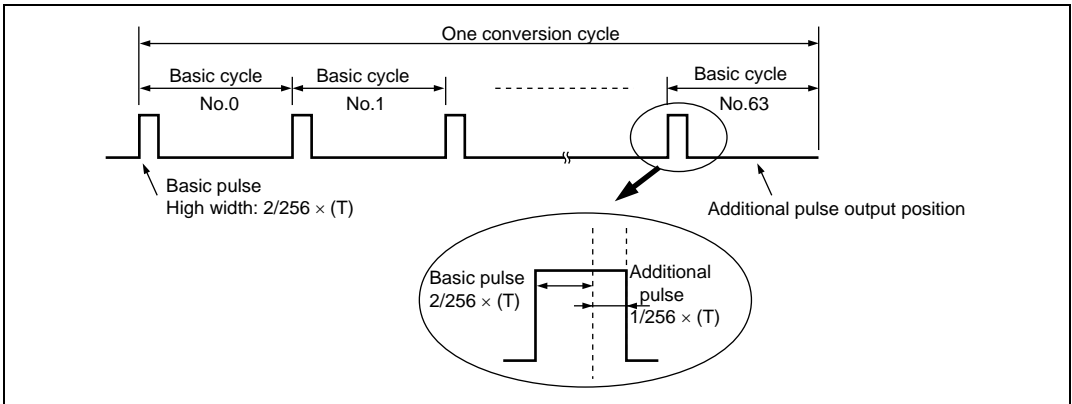 One conversion cycle
Basic cycle
No.0
Basic cycle
No.1
Basic cycle
No.63
Basic pulse
High width: 2/256 × (T)
Additional pulse output position
Basic pulse
2/256 × (T)
Additional
pulse
1/256 × (T)